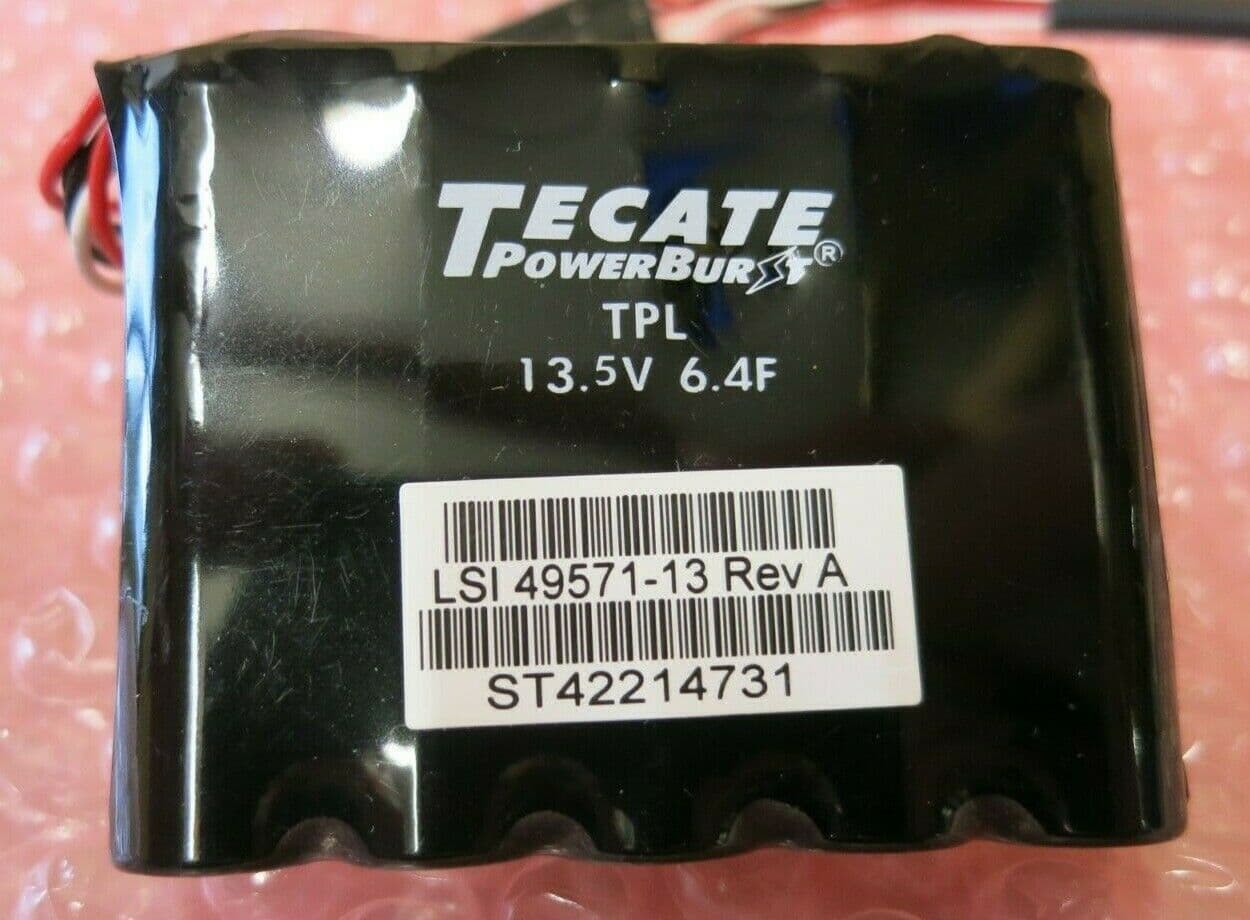 TECATE
POWERBURST®
TPL
13.5V 6.4F
LSI 49571-13 Rev A
ST42214731